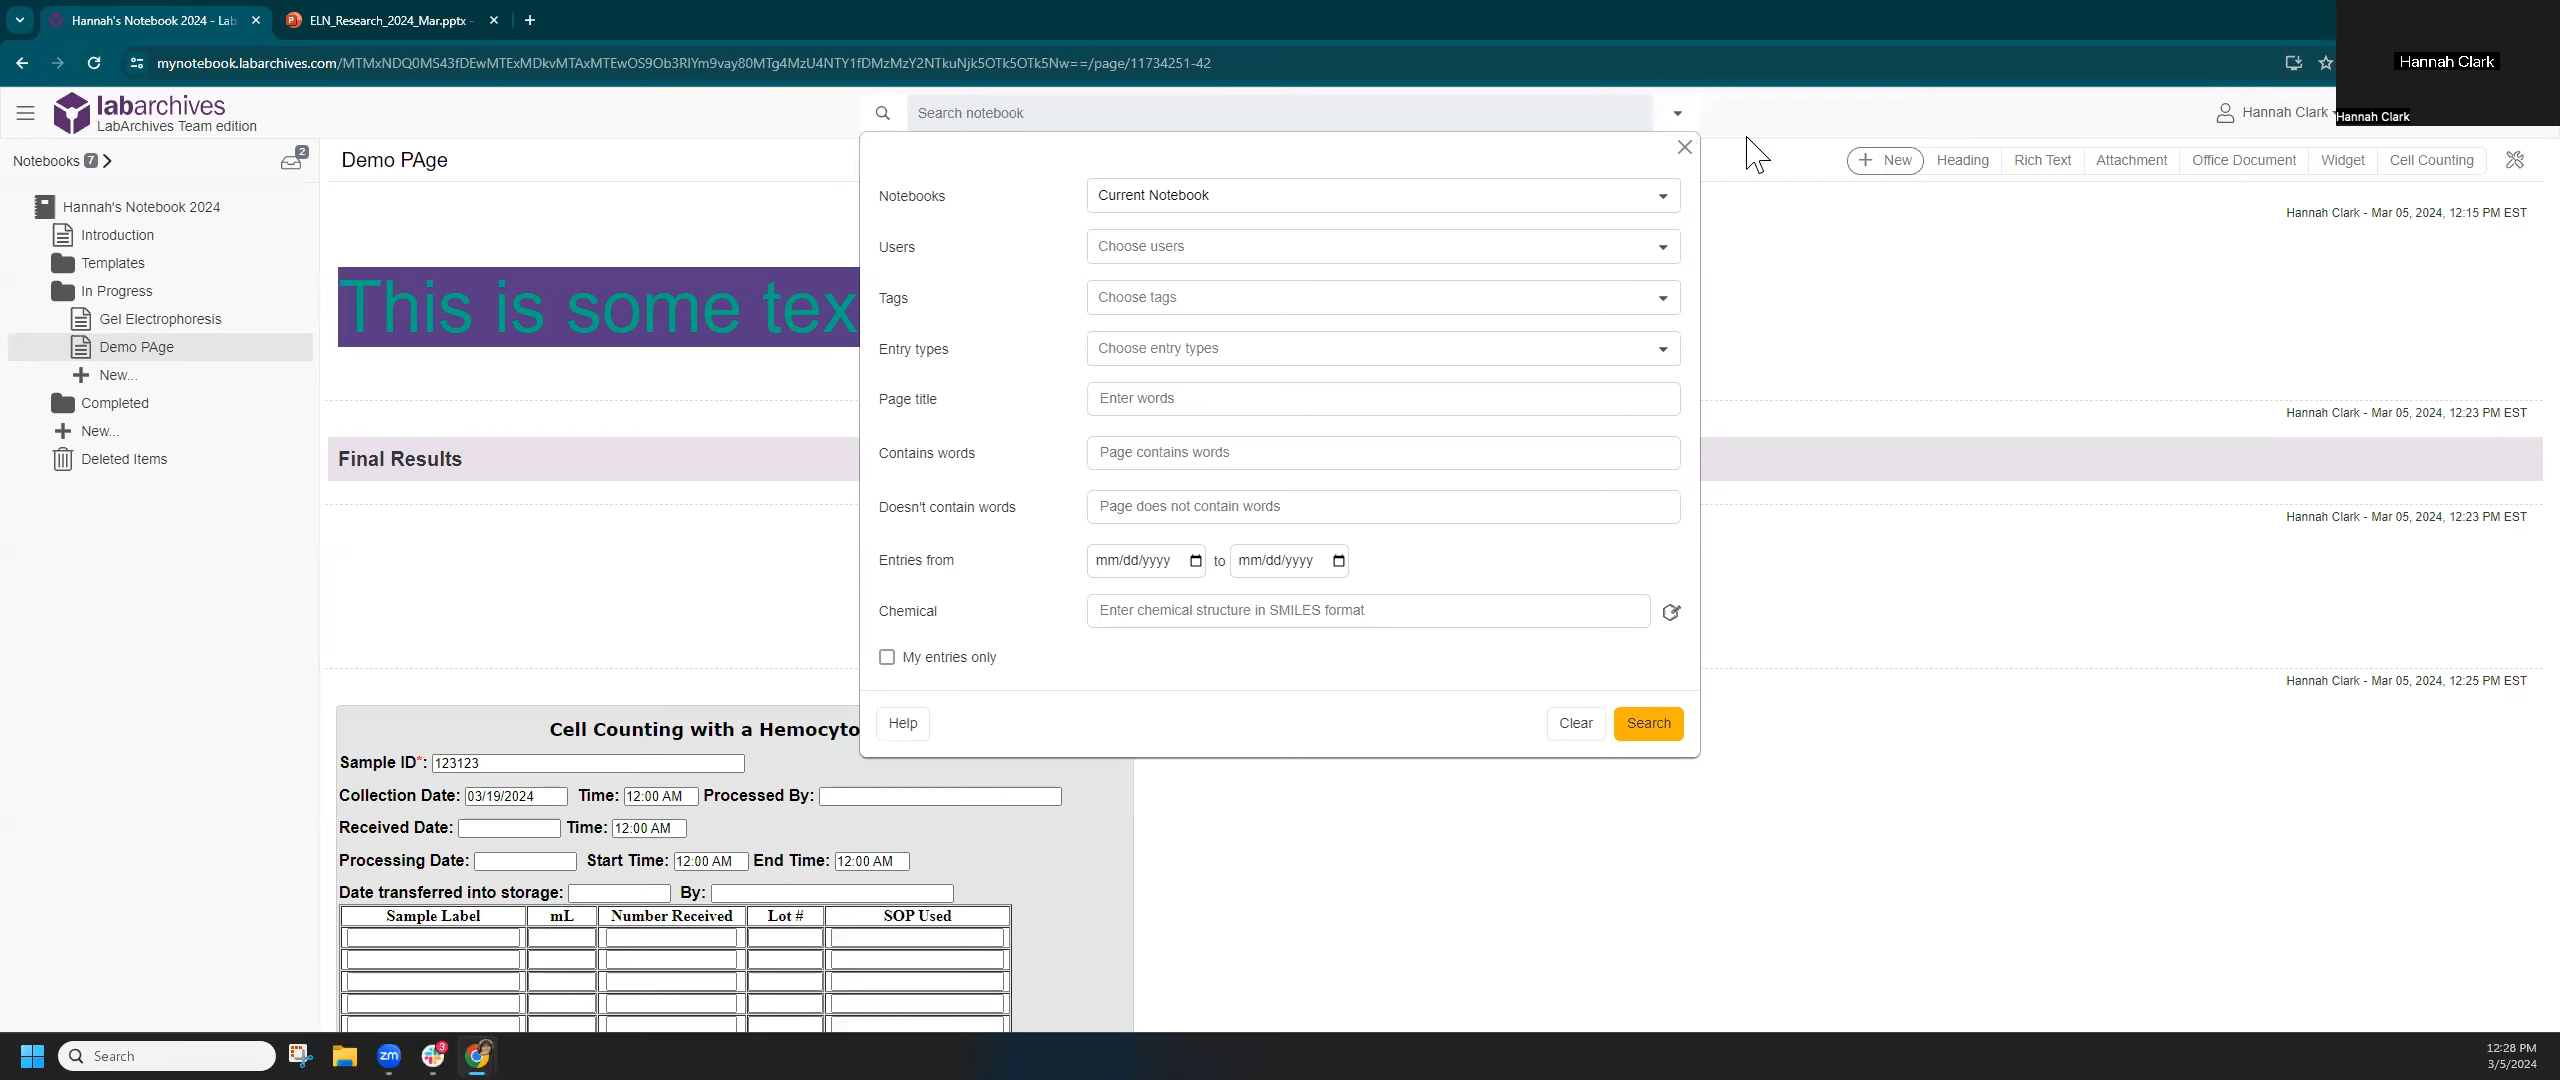 Hannah's Notebook 2024 - Lab
ELN_Research_2024_Mar.pptx -
mynotebook.labarchives.com/MTMxNDQ0MS43fDEwMTExMDkvMTAxMTEwOS9Ob3RlYm9vay80MTg4MzU4NTY1fDMzMzY2NTkuNjk5OTk5OTk5Nw==/page/11734251-42
Hannah Clark
Hannah Clark
labarchives
LabArchives Team edition
Search notebook
Hannah Clark
Notebooks 7
2
Demo PAge
New
Heading
Rich Text
Attachment
Office Document
Widget
Cell Counting
Hannah's Notebook 2024
Introduction
Templates
In Progress
Gel Electrophoresis
Demo PAge
New...
Completed
New...
Deleted Items
Hannah Clark - Mar 05, 2024, 12:15 PM EST
This is some tex
Hannah Clark - Mar 05, 2024, 12:23 PM EST
Final Results
Hannah Clark - Mar 05, 2024, 12:23 PM EST
Hannah Clark - Mar 05, 2024, 12:25 PM EST
Notebooks Current Notebook
Users Choose users
Tags Choose tags
Entry types Choose entry types
Page title Enter words
Contains words Page contains words
Doesn't contain words Page does not contain words
Entries from mm/dd/yyyy to mm/dd/yyyy
Chemical Enter chemical structure in SMILES format
My entries only
Help Clear Search
Cell Counting with a Hemocyto
Sample ID*: 123123
Collection Date: 03/19/2024 Time: 12:00 AM Processed By:
Received Date: Time: 12:00 AM
Processing Date: Start Time: 12:00 AM End Time: 12:00 AM
Date transferred into storage: By:
Sample Label mL Number Received Lot # SOP Used
Search
zm
3
12:28 PM
3/5/2024